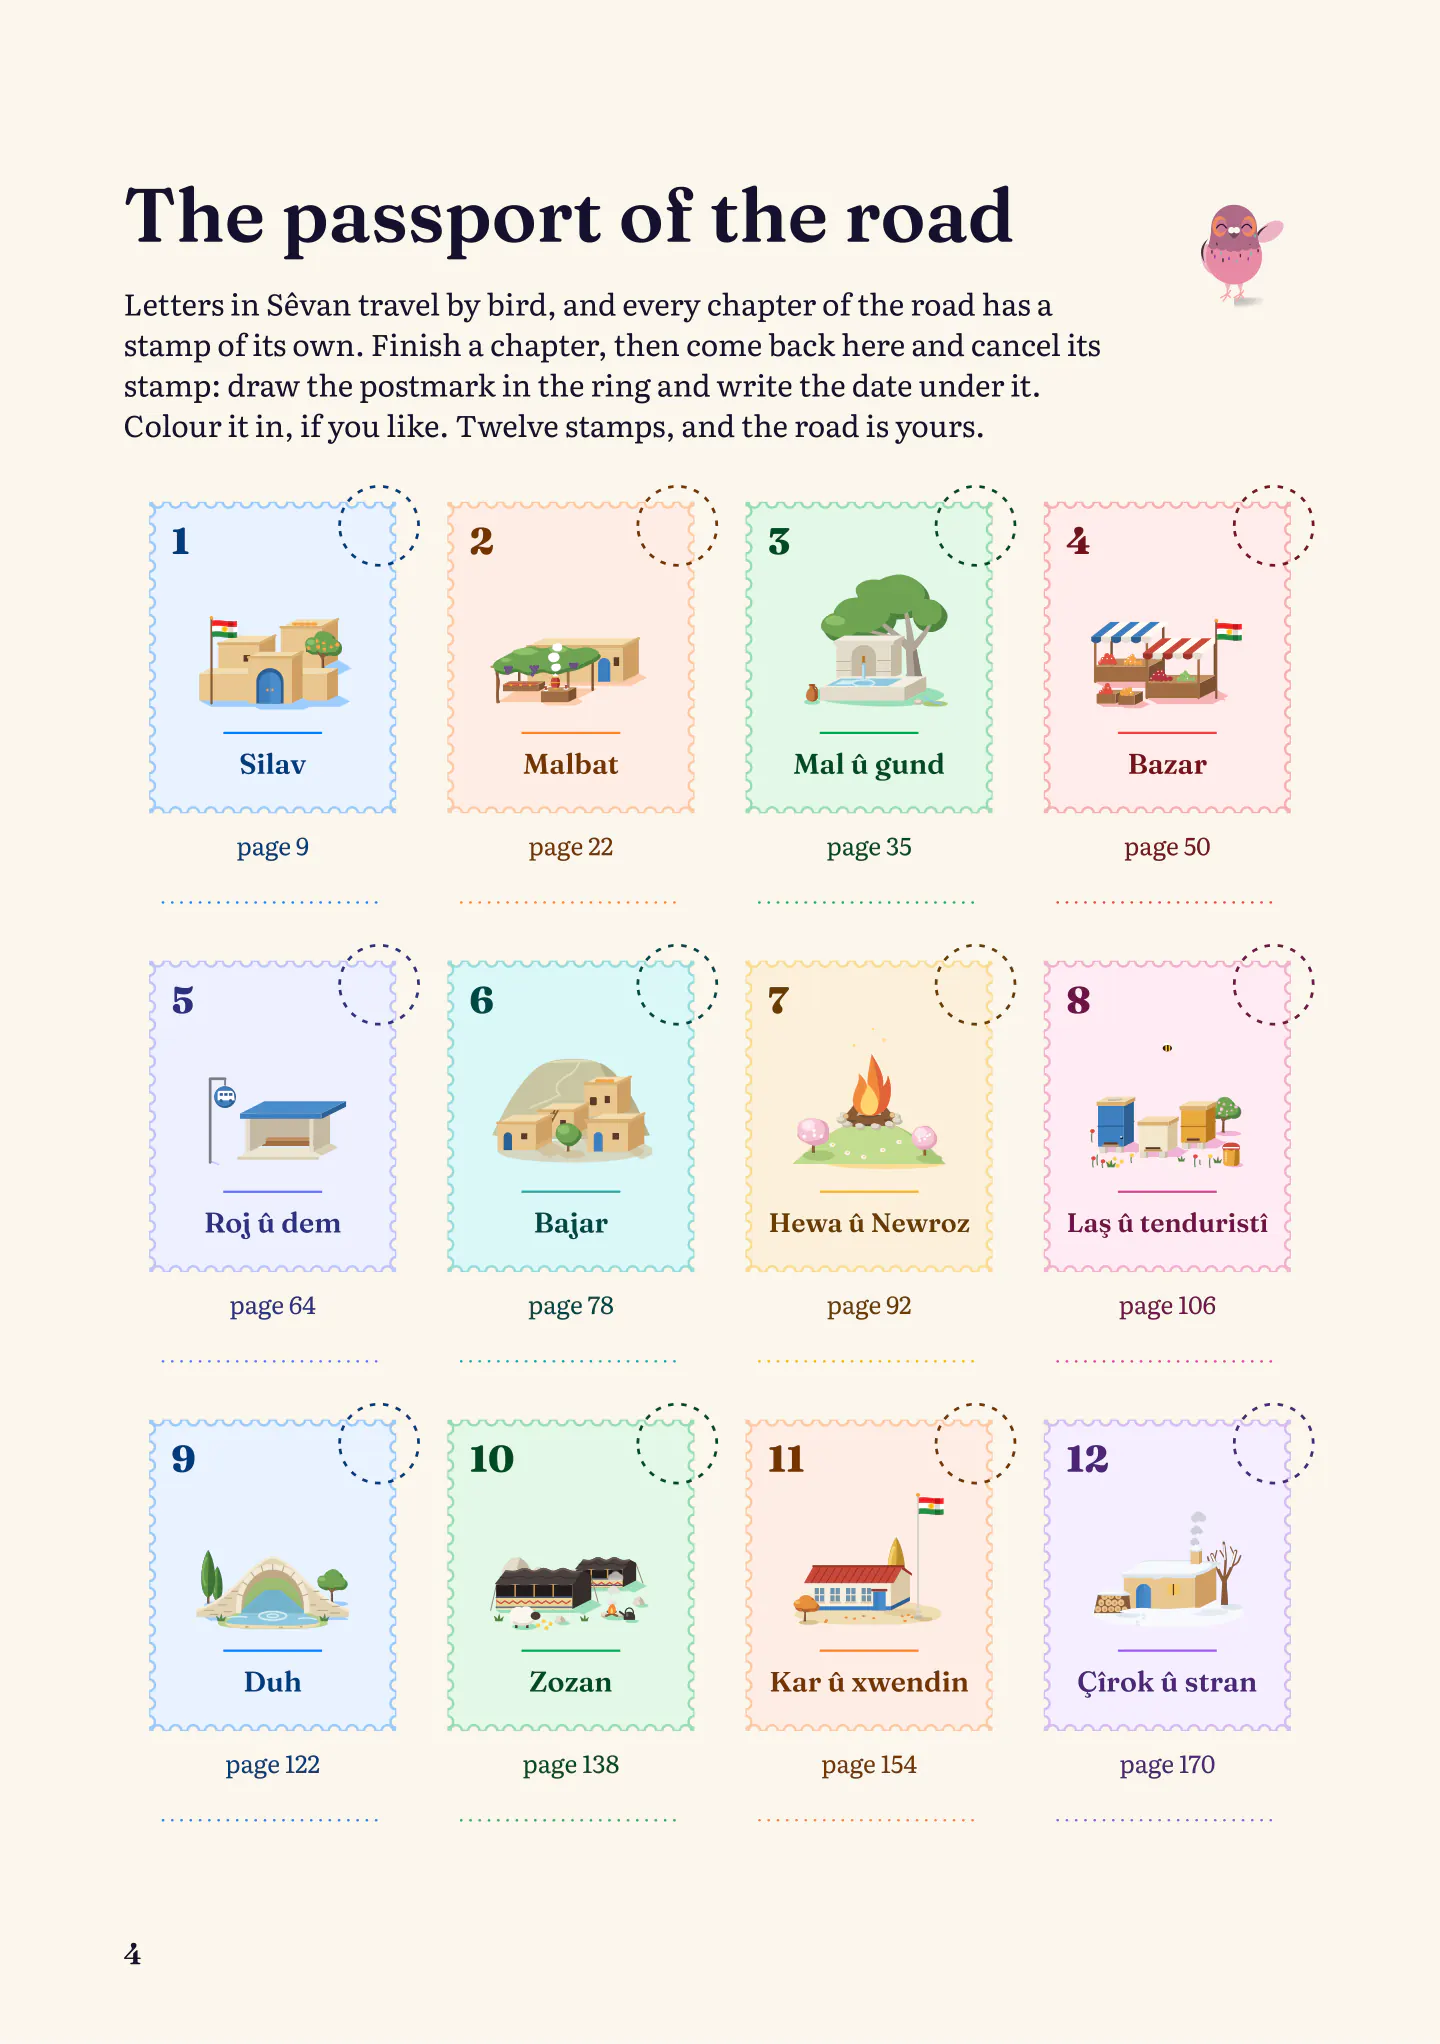 The passport of the road
Letters in Sêvan travel by bird, and every chapter of the road has a
stamp of its own. Finish a chapter, then come back here and cancel its
stamp: draw the postmark in the ring and write the date under it.
Colour it in, if you like. Twelve stamps, and the road is yours.
1
Silav
page 9
2
Malbat
page 22
3
Mal û gund
page 35
4
Bazar
page 50
5
Roj û dem
page 64
6
Bajar
page 78
7
Hewa û Newroz
page 92
8
Laş û tenduristî
page 106
9
Duh
page 122
10
Zozan
page 138
11
Kar û xwendin
page 154
12
Çîrok û stran
page 170
4